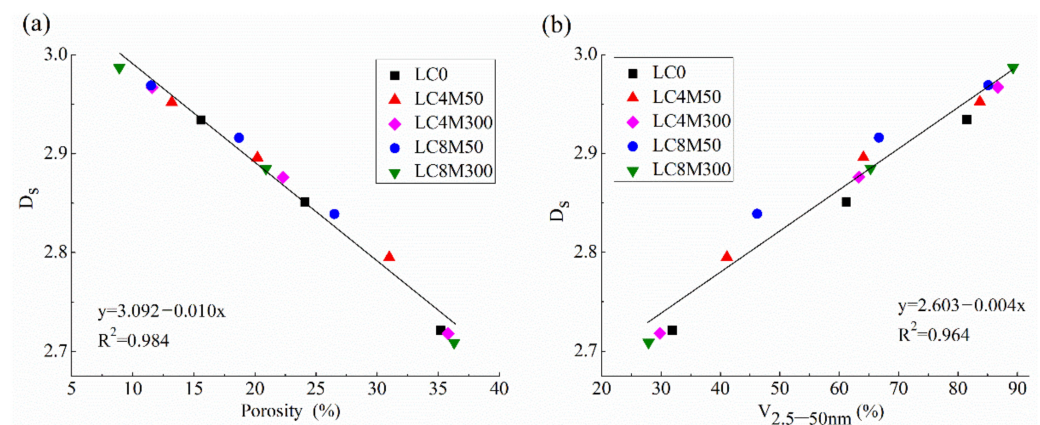 (a)
3.0
2.9
2.8
2.7
Ds
LC0
LC4M50
LC4M300
LC8M50
LC8M300
y=3.092−0.010x
R²=0.984
5 10 15 20 25 30 35 40
Porosity (%)
(b)
3.0
2.9
2.8
2.7
Ds
LC0
LC4M50
LC4M300
LC8M50
LC8M300
y=2.603−0.004x
R²=0.964
20 30 40 50 60 70 80 90
V2.5—50nm (%)